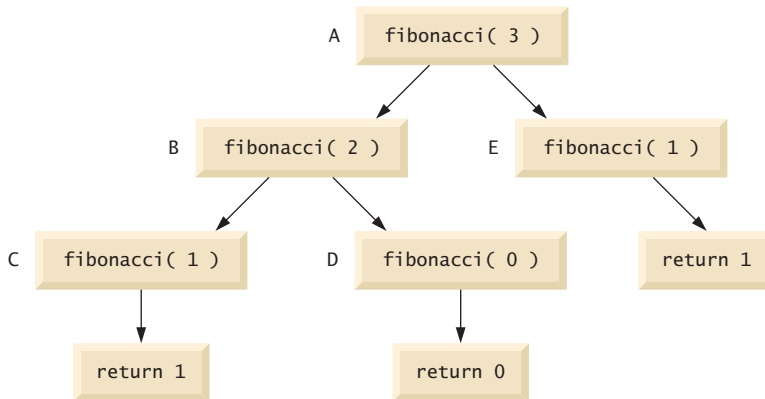 A fibonacci( 3 )
B fibonacci( 2 )
E fibonacci( 1 )
C fibonacci( 1 )
D fibonacci( 0 )
return 1
return 1
return 0